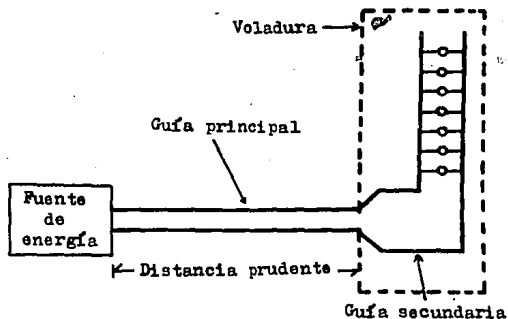 Voladura
Guía principal
Fuente
de
energía
Distancia prudente
Guía secundaria